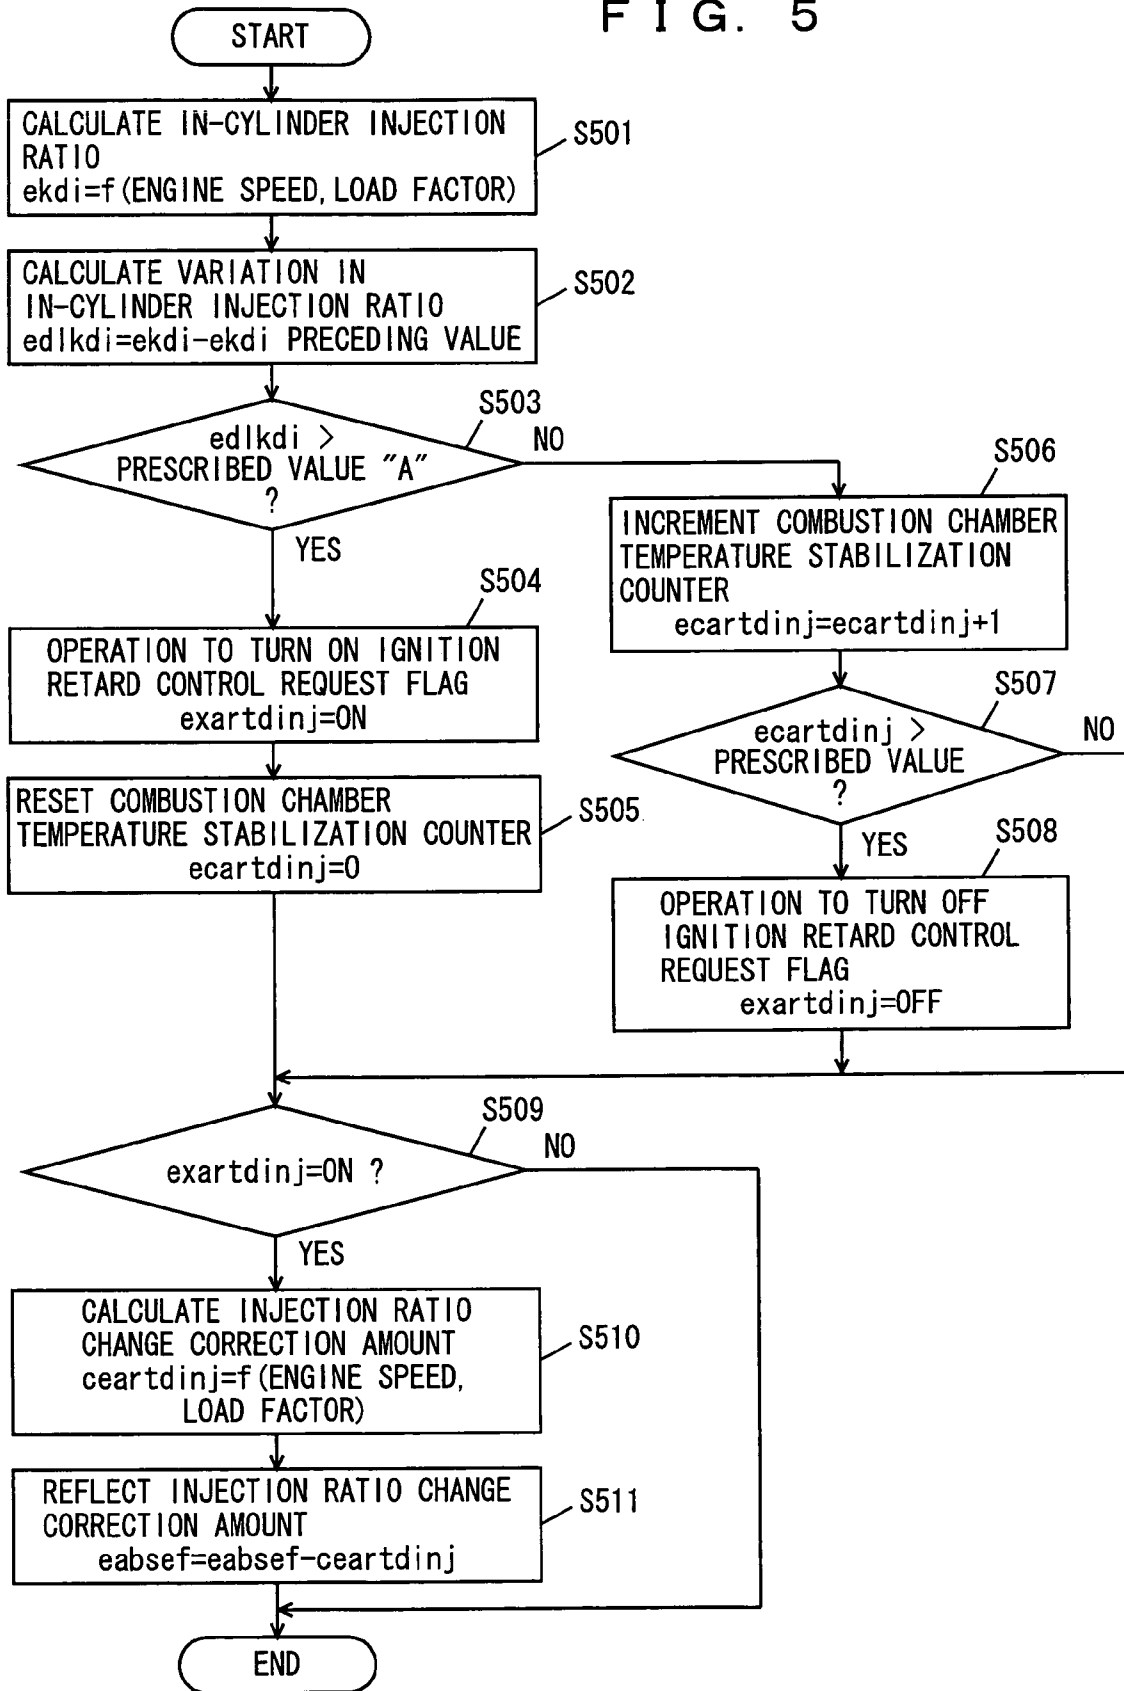 FIG. 5
START
CALCULATE IN-CYLINDER INJECTION
RATIO
ekdi=f(ENGINE SPEED, LOAD FACTOR)
S501
CALCULATE VARIATION IN
IN-CYLINDER INJECTION RATIO
edlkdi=ekdi-ekdi PRECEDING VALUE
S502
S503
edlkdi >
PRESCRIBED VALUE "A"
?
NO
YES
S504
OPERATION TO TURN ON IGNITION
RETARD CONTROL REQUEST FLAG
exartdinj=ON
RESET COMBUSTION CHAMBER
TEMPERATURE STABILIZATION COUNTER
ecartdinj=0
S505
S506
INCREMENT COMBUSTION CHAMBER
TEMPERATURE STABILIZATION
COUNTER
ecartdinj=ecartdinj+1
S507
ecartdinj >
PRESCRIBED VALUE
?
NO
YES
S508
OPERATION TO TURN OFF
IGNITION RETARD CONTROL
REQUEST FLAG
exartdinj=OFF
S509
exartdinj=ON ?
NO
YES
CALCULATE INJECTION RATIO
CHANGE CORRECTION AMOUNT
ceartdinj=f(ENGINE SPEED,
LOAD FACTOR)
S510
REFLECT INJECTION RATIO CHANGE
CORRECTION AMOUNT
eabsef=eabsef-ceartdinj
S511
END